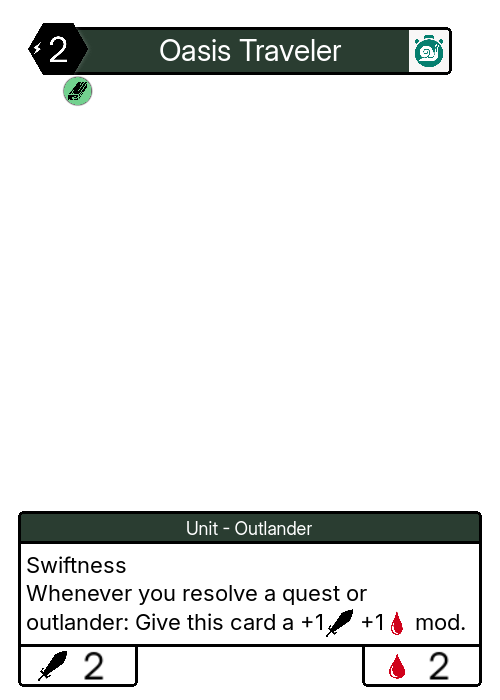 2
Oasis Traveler
Unit - Outlander
Swiftness
Whenever you resolve a quest or
outlander: Give this card a +1 +1 mod.
2
2